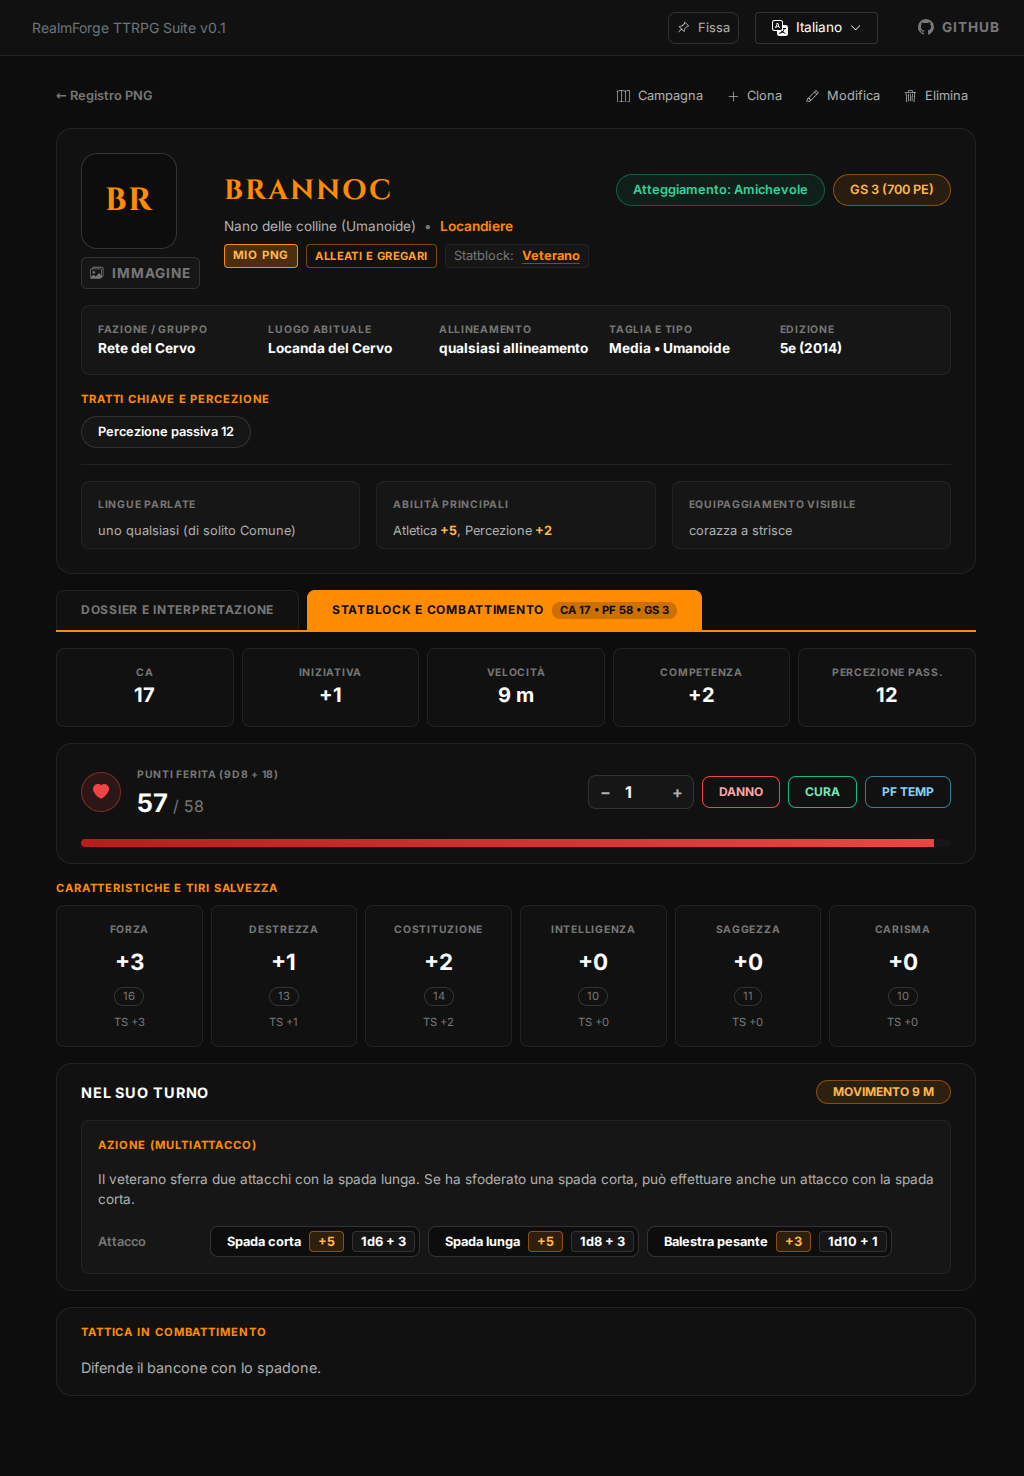 RealmForge TTRPG Suite v0.1
Fissa
Italiano
GITHUB
← Registro PNG
Campagna
Clona
Modifica
Elimina
BR
IMMAGINE
BRANNOC
Atteggiamento: Amichevole
GS 3 (700 PE)
Nano delle colline (Umanoide) • Locandiere
MIO PNG
ALLEATI E GREGARI
Statblock: Veterano
FAZIONE / GRUPPO
Rete del Cervo
LUOGO ABITUALE
Locanda del Cervo
ALLINEAMENTO
qualsiasi allineamento
TAGLIA E TIPO
Media • Umanoide
EDIZIONE
5e (2014)
TRATTI CHIAVE E PERCEZIONE
Percezione passiva 12
LINGUE PARLATE
uno qualsiasi (di solito Comune)
ABILITÀ PRINCIPALI
Atletica +5, Percezione +2
EQUIPAGGIAMENTO VISIBILE
corazza a strisce
DOSSIER E INTERPRETAZIONE
STATBLOCK E COMBATTIMENTO CA 17 • PF 58 • GS 3
CA
17
INIZIATIVA
+1
VELOCITÀ
9 m
COMPETENZA
+2
PERCEZIONE PASS.
12
PUNTI FERITA (9D8 + 18)
57 / 58
− 1 +
DANNO
CURA
PF TEMP
CARATTERISTICHE E TIRI SALVEZZA
FORZA
+3
16
TS +3
DESTREZZA
+1
13
TS +1
COSTITUZIONE
+2
14
TS +2
INTELLIGENZA
+0
10
TS +0
SAGGEZZA
+0
11
TS +0
CARISMA
+0
10
TS +0
NEL SUO TURNO
MOVIMENTO 9 M
AZIONE (MULTIATTACCO)
Il veterano sferra due attacchi con la spada lunga. Se ha sfoderato una spada corta, può effettuare anche un attacco con la spada
corta.
Attacco
Spada corta +5 1d6 + 3
Spada lunga +5 1d8 + 3
Balestra pesante +3 1d10 + 1
TATTICA IN COMBATTIMENTO
Difende il bancone con lo spadone.